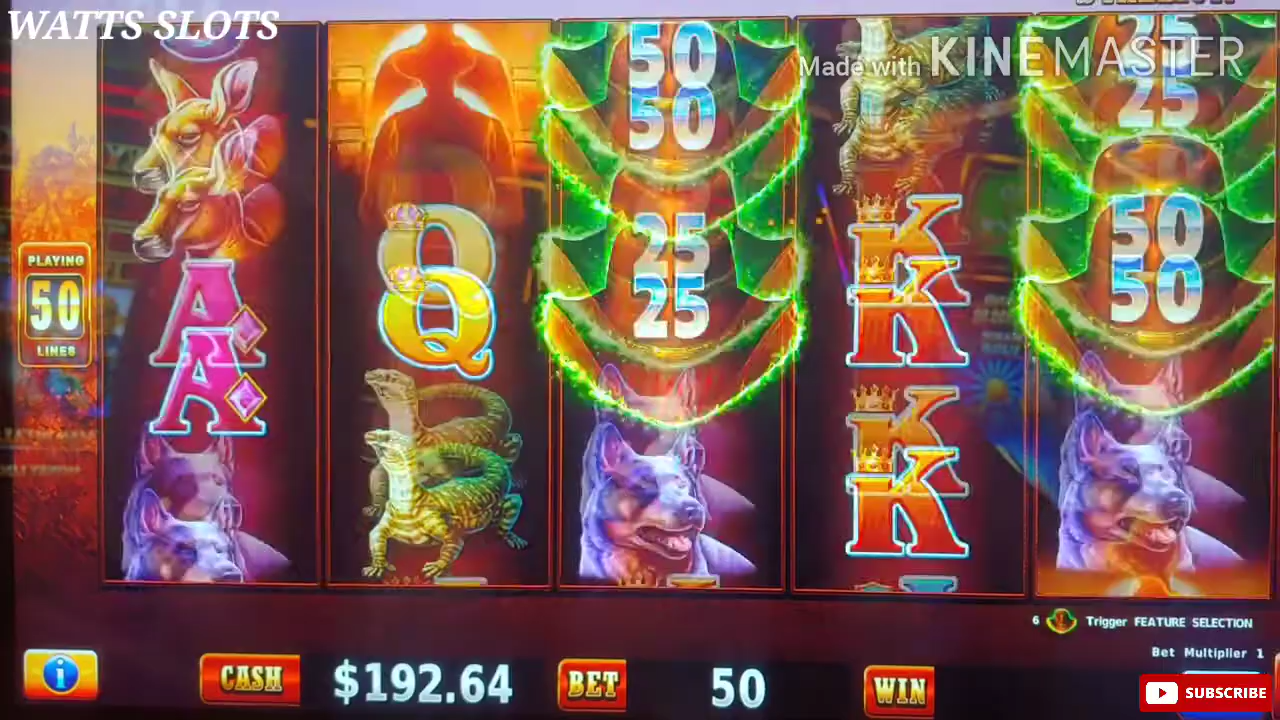 WATTS SLOTS
Made with KINEMASTER
50 25
50 25
25 50
25 50
A Q K
A Q K
K
K
PLAYING
50
LINES
6 Trigger FEATURE SELECTION
Bet Multiplier 1
CASH $192.64 BET 50 WIN
SUBSCRIBE